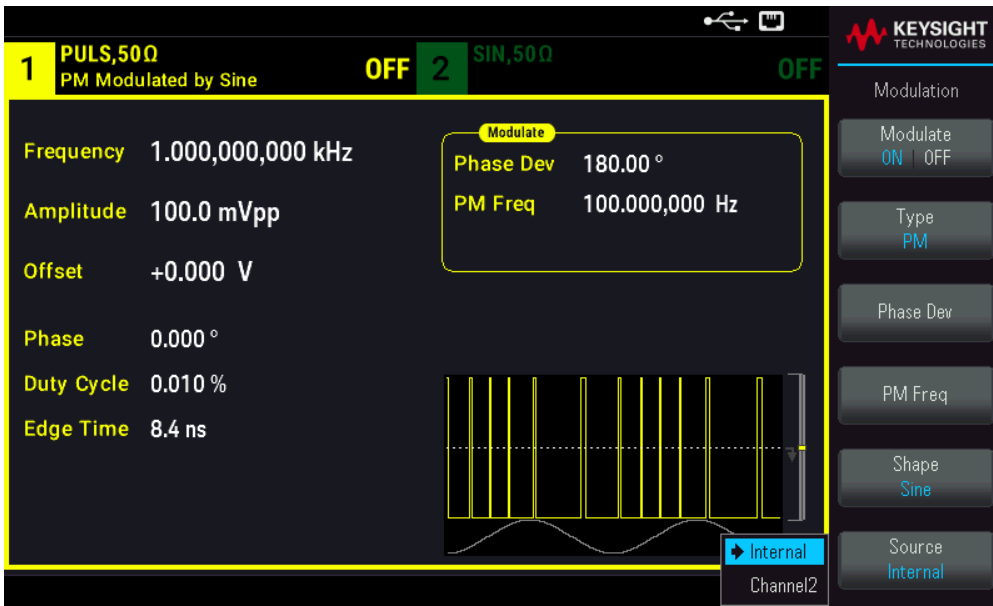 KEYSIGHT
TECHNOLOGIES
1
PULS,50Ω
PM Modulated by Sine
OFF
2
SIN,50Ω
OFF
Frequency 1.000,000,000 kHz
Amplitude 100.0 mVpp
Offset +0.000 V
Phase 0.000 °
Duty Cycle 0.010 %
Edge Time 8.4 ns
Modulate
Phase Dev 180.00 °
PM Freq 100.000,000 Hz
Internal
Channel2
Modulation
Modulate
ON | OFF
Type
PM
Phase Dev
PM Freq
Shape
Sine
Source
Internal